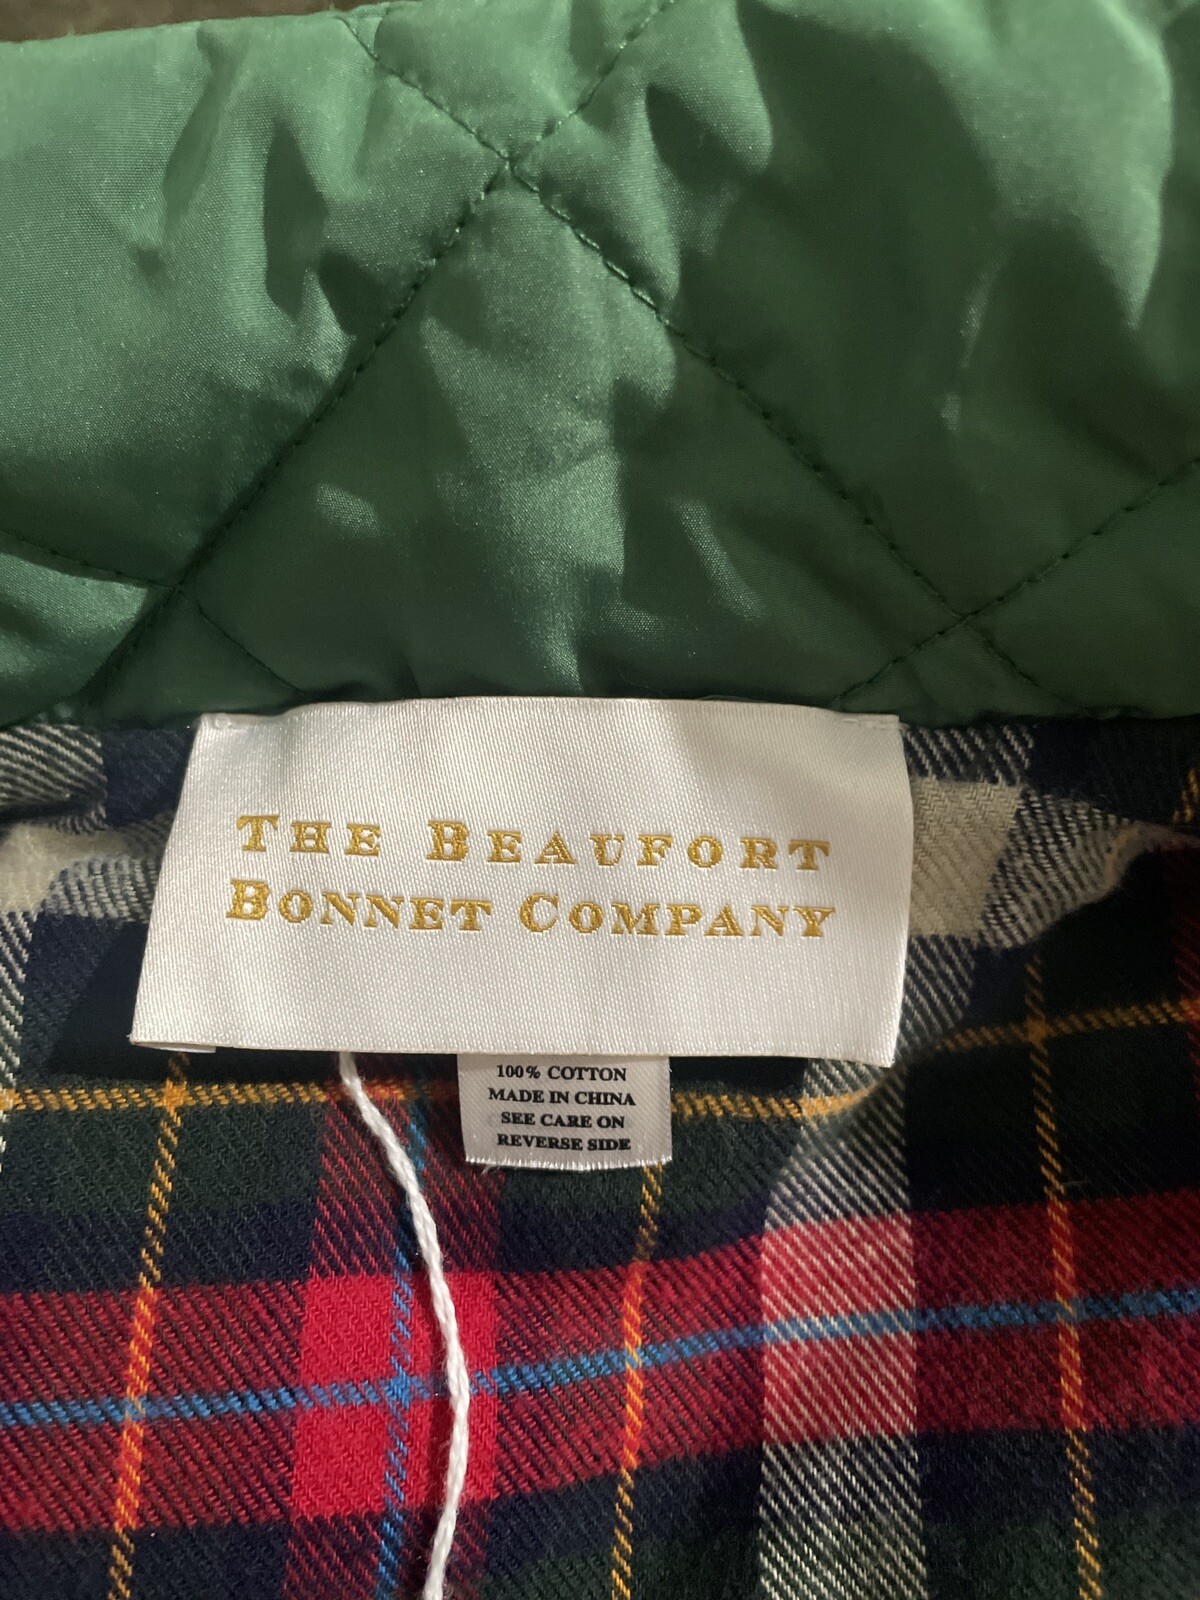 THE BEAUFORT
BONNET COMPANY
100% COTTON
MADE IN CHINA
SEE CARE ON
REVERSE SIDE